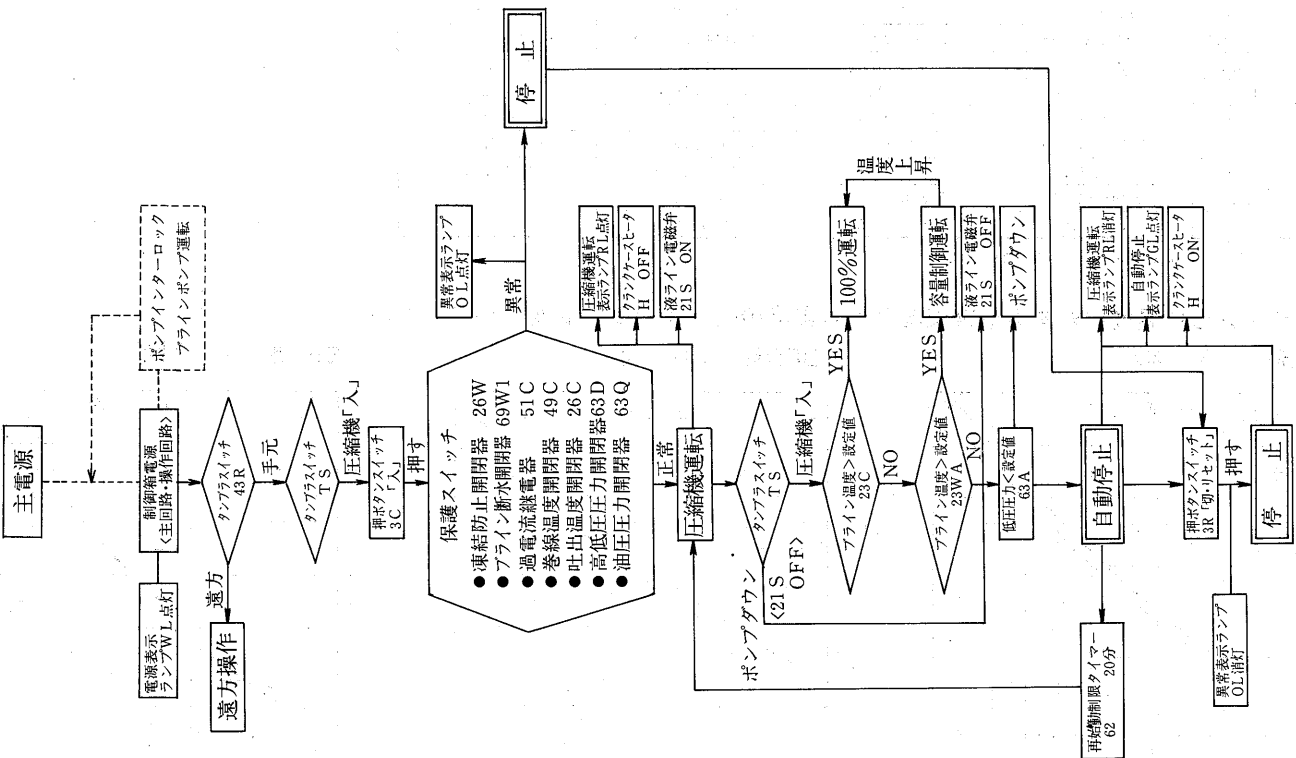 主電源
ポンプインターロック
ブラインポンプ運転
制御箱電源
<主回路・操作回路>
電源表示
ランプWL点灯
タンブラスイッチ
43R
遠方
遠方操作
手元
タンブラスイッチ
TS
圧縮機「入」
押ボタンスイッチ
3C 「入」
押す
保護スイッチ
●凍結防止開閉器 26W
●ブライン断水開閉器 69W1
●過電流継電器 51C
●巻線温度開閉器 49C
●吐出温度開閉器 26C
●高低圧圧力開閉器 63D
●油圧圧力開閉器 63Q
異常
異常表示ランプ
OL点灯
停止
正常
圧縮機運転
圧縮機運転
表示ランプRL点灯
クランクケースヒータ
H OFF
液ライン電磁弁
21S ON
タンブラスイッチ
TS
ポンプダウン
<21S
OFF>
圧縮機「入」
ブライン温度>設定値
23C
YES
100%運転
温度
上昇
NO
ブライン温度>設定値
23WA
YES
容量制御運転
NO
液ライン電磁弁
21S OFF
ポンプダウン
低圧圧力<設定値
63A
自動停止
圧縮機運転
表示ランプRL消灯
自動停止
表示ランプGL点灯
クランクケースヒータ
H ON
再始動制限タイマー
62 20分
押ボタンスイッチ
3R「切・リセット」
押す
異常表示ランプ
OL消灯
停止